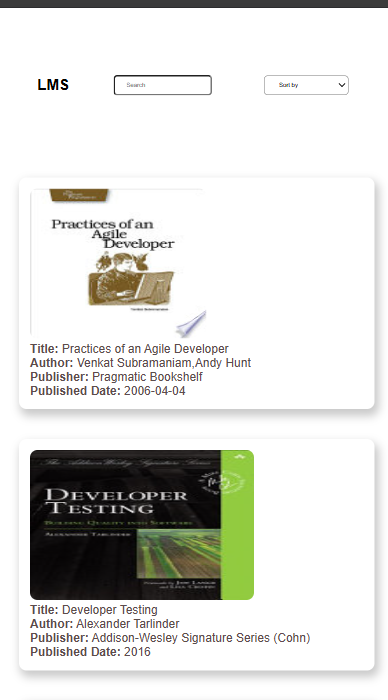 LMS
Search
Sort by
Practices of an
Agile
Developer
Venkat Subramaniam
Title: Practices of an Agile Developer
Author: Venkat Subramaniam,Andy Hunt
Publisher: Pragmatic Bookshelf
Published Date: 2006-04-04
The Addison-Wesley Signature Series
DEVELOPER
TESTING
BUILDING QUALITY INTO SOFTWARE
ALEXANDER TARLINDER
Title: Developer Testing
Author: Alexander Tarlinder
Publisher: Addison-Wesley Signature Series (Cohn)
Published Date: 2016